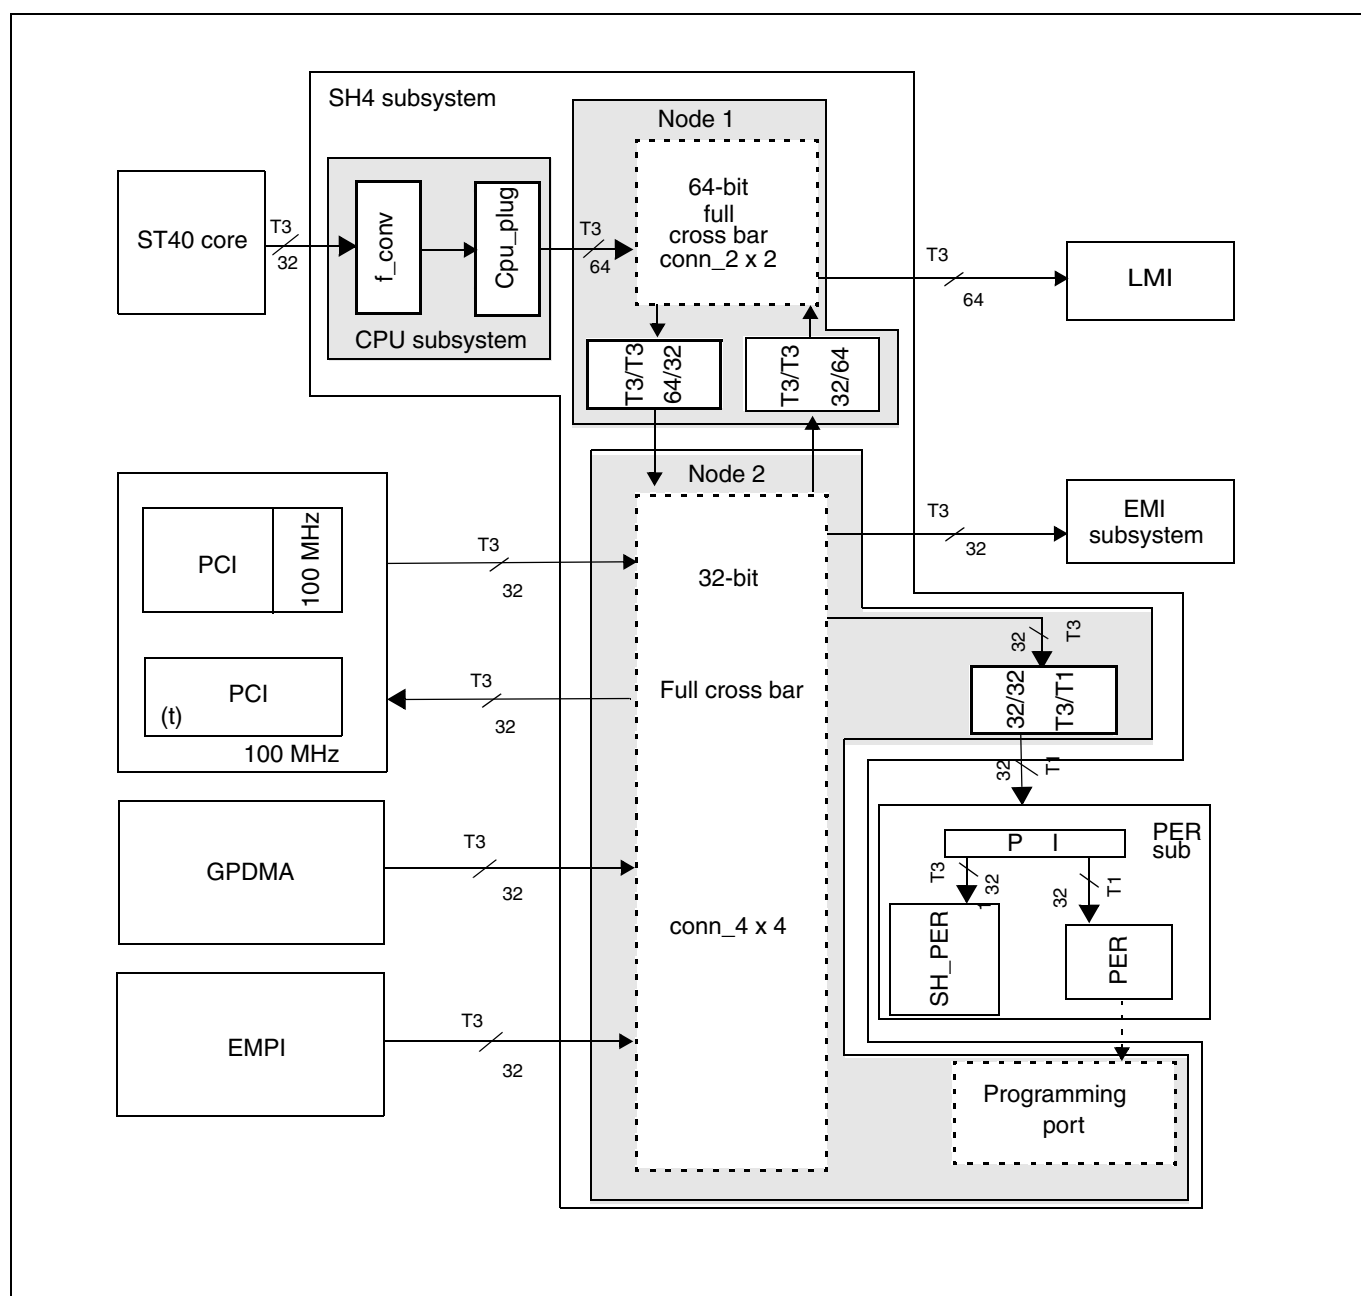 SH4 subsystem
Node 1
ST40 core
T3
32
f_conv
Cpu_plug
CPU subsystem
T3
64
64-bit
full
cross bar
conn_2 x 2
T3
64
LMI
T3/T3
64/32
T3/T3
32/64
Node 2
PCI
100 MHz
T3
32
32-bit
T3
32
EMI
subsystem
PCI
(t)
100 MHz
T3
32
Full cross bar
32
T3
32/32
T3/T1
32
T1
GPDMA
T3
32
P I
PER
sub
T3
32
32
T1
SH_PER
PER
conn_4 x 4
EMPI
T3
32
Programming
port